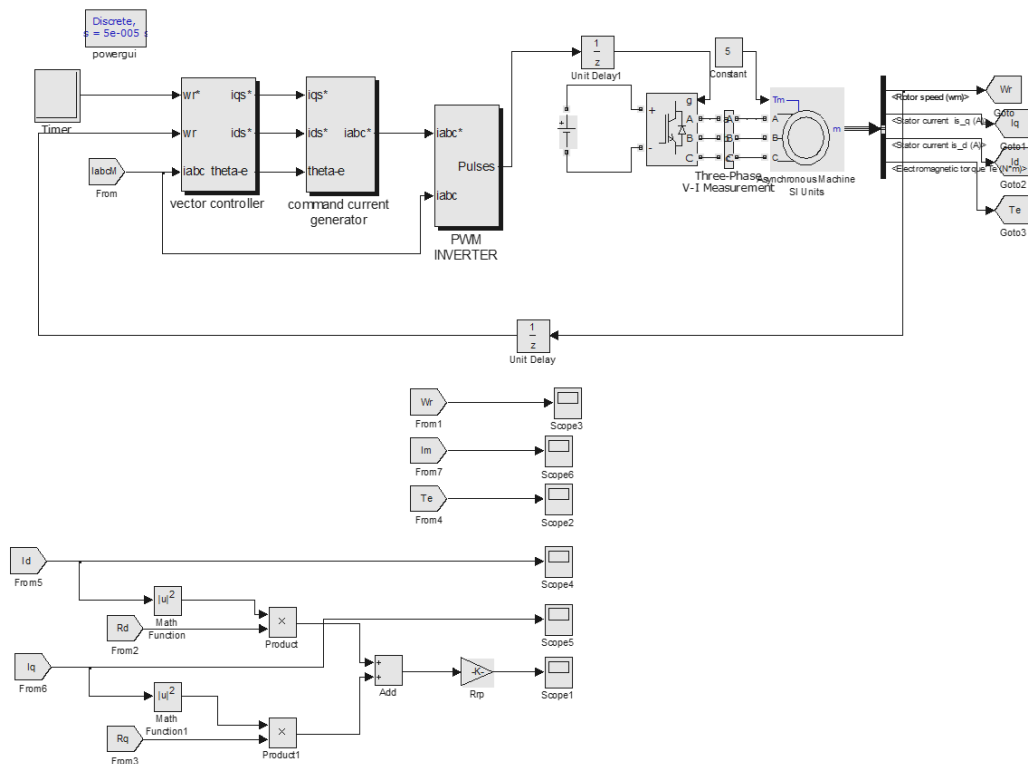 Discrete,
s = 5e-005 s
powergui
Timer
wr*
wr
iabc
iqs*
ids*
theta-e
vector controller
iqs*
ids*
theta-e
iabc*
command current
generator
IabcM
From
iabc*
iabc
Pulses
PWM
INVERTER
1
z
Unit Delay1
5
Constant
+
-
g
A
B
C
A
B
C
Three-Phase
V-I Measurement
Tm
A
B
C
m
Asynchronous Machine
SI Units
<Rotor speed (wm)>
<Stator current is_q (A)>
<Stator current is_d (A)>
<Electromagnetic torque Te (N*m)>
Wr
Goto
Iq
Goto1
Id
Goto2
Te
Goto3
1
z
Unit Delay
Wr
From1
Scope3
Im
From7
Scope6
Te
From4
Scope2
Id
From5
Scope4
|u|²
Math
Function
Rd
From2
×
Product
Scope5
Iq
From6
+
+
Add
-K-
Rrp
Scope1
|u|²
Math
Function1
Rq
From3
×
Product1